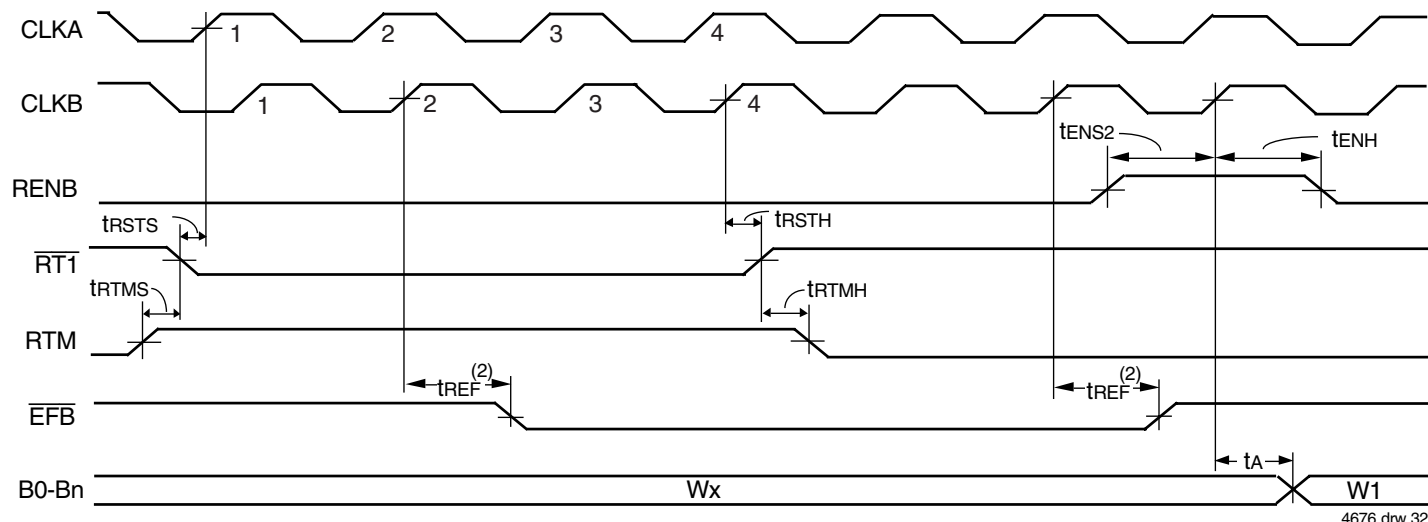 CLKA 1 2 3 4
CLKB 1 2 3 4
tENS2 tENH
RENB
tRSTS tRSTH
RT1
tRTMS tRTMH
RTM
tREF(2) tREF(2)
EFB
tA
B0-Bn Wx W1
4676 drw 32